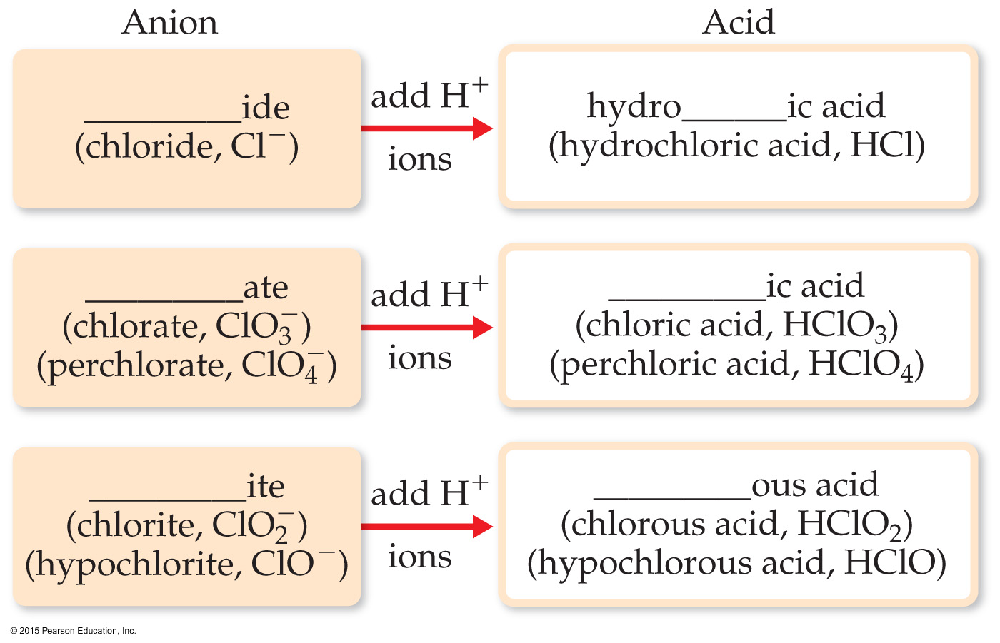 Anion
Acid
_________ide
(chloride, Cl⁻)
add H⁺
ions
hydro______ic acid
(hydrochloric acid, HCl)
_________ate
(chlorate, ClO₃⁻)
(perchlorate, ClO₄⁻)
add H⁺
ions
_________ic acid
(chloric acid, HClO₃)
(perchloric acid, HClO₄)
_________ite
(chlorite, ClO₂⁻)
(hypochlorite, ClO⁻)
add H⁺
ions
_________ous acid
(chlorous acid, HClO₂)
(hypochlorous acid, HClO)
© 2015 Pearson Education, Inc.